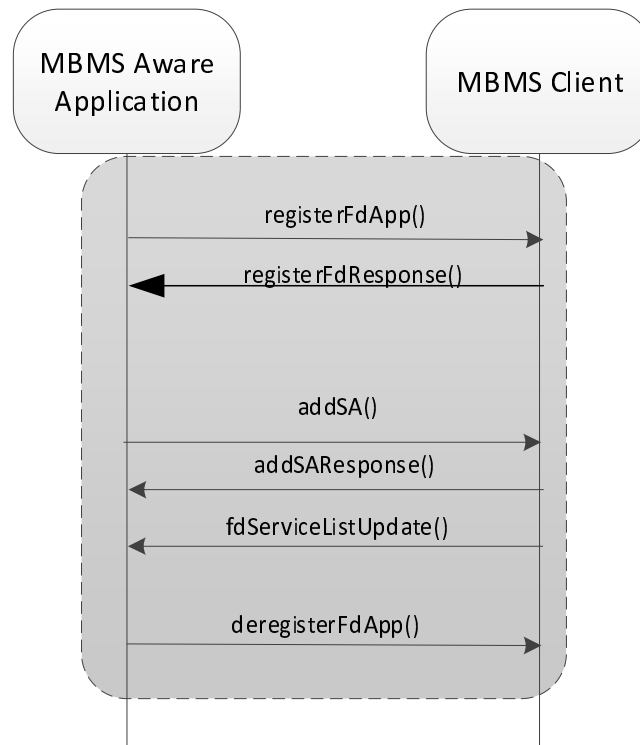 MBMS Aware
Application
MBMS Client
registerFdApp()
registerFdResponse()
addSA()
addSAResponse()
fdServiceListUpdate()
deregisterFdApp()